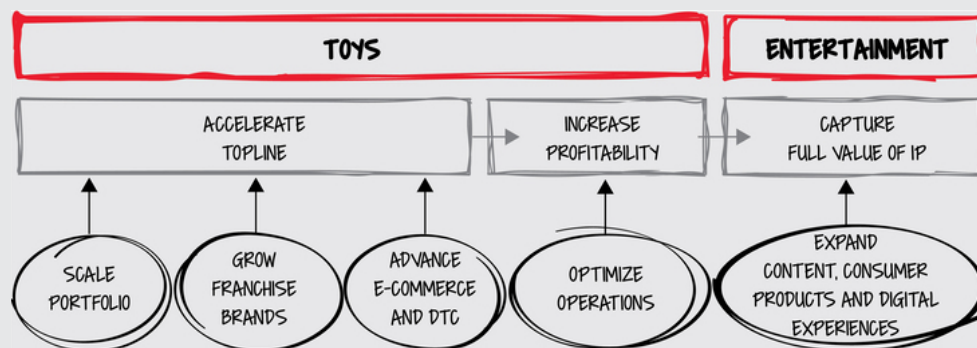 TOYS
ENTERTAINMENT
ACCELERATE
TOPLINE
INCREASE
PROFITABILITY
CAPTURE
FULL VALUE OF IP
SCALE
PORTFOLIO
GROW
FRANCHISE
BRANDS
ADVANCE
E-COMMERCE
AND DTC
OPTIMIZE
OPERATIONS
EXPAND
CONTENT, CONSUMER
PRODUCTS AND DIGITAL
EXPERIENCES